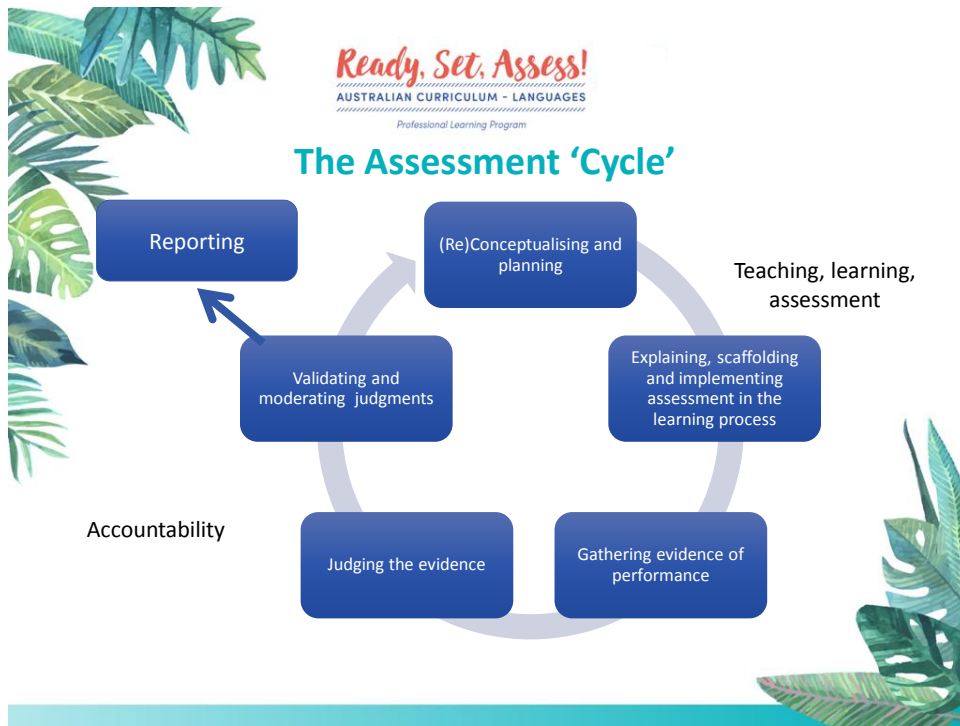 Ready, Set, Assess!
AUSTRALIAN CURRICULUM - LANGUAGES
Professional Learning Program
The Assessment ‘Cycle’
Reporting
(Re)Conceptualising and
planning
Teaching, learning,
assessment
Explaining, scaffolding
and implementing
assessment in the
learning process
Validating and
moderating judgments
Accountability
Judging the evidence
Gathering evidence of
performance